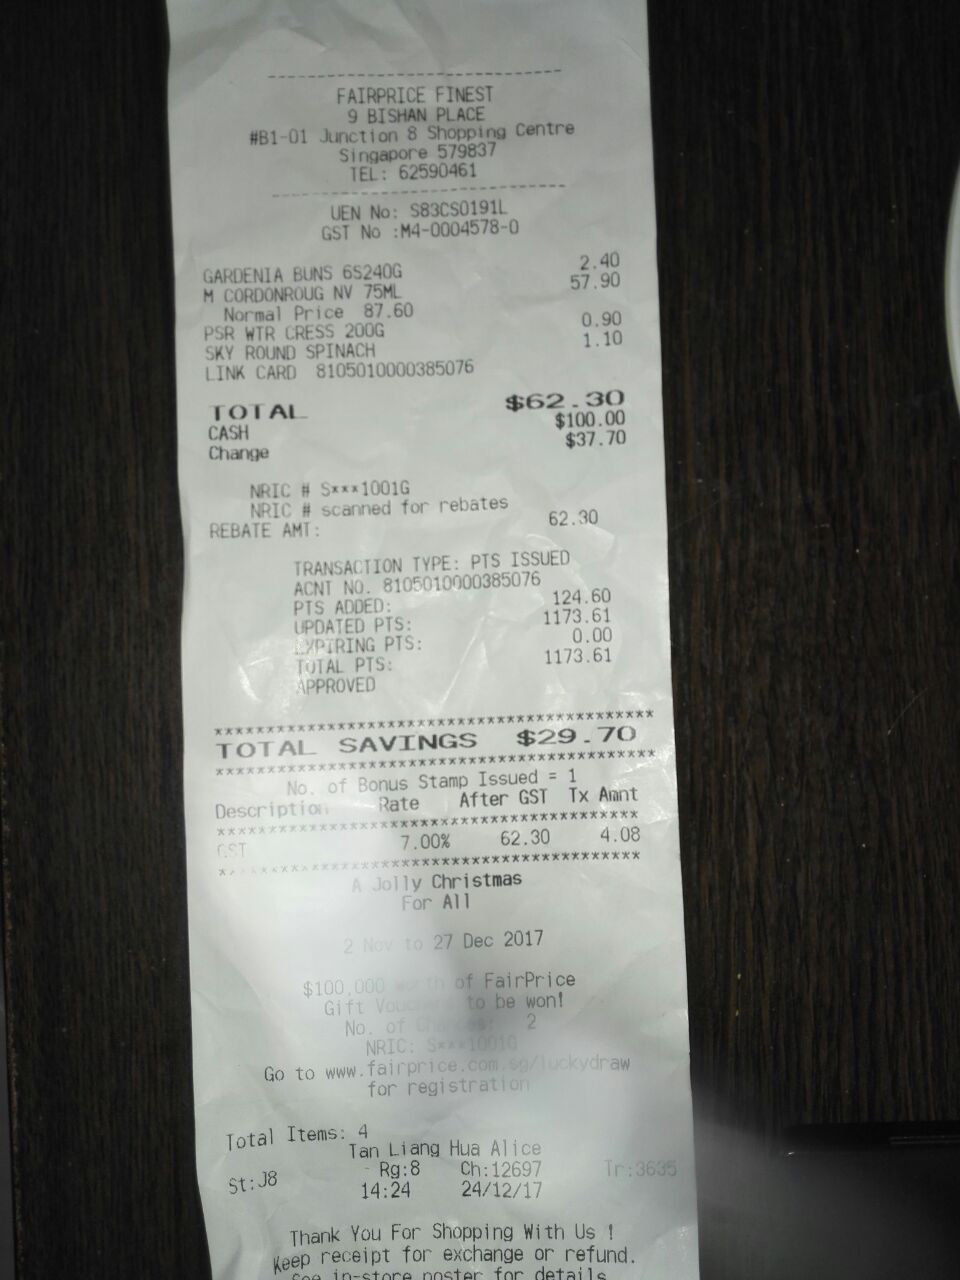 FAIRPRICE FINEST
9 BISHAN PLACE
#B1-01 Junction 8 Shopping Centre
Singapore 579837
TEL: 62590461
UEN No: S83CS0191L
GST No :M4-0004578-0
GARDENIA BUNS 6S240G 2.40
M CORDONROUG NV 75ML 57.90
Normal Price 87.60
PSR WTR CRESS 200G 0.90
SKY ROUND SPINACH 1.10
LINK CARD 8105010000385076
TOTAL $62.30
CASH $100.00
Change $37.70
NRIC # S***1001G
NRIC # scanned for rebates
REBATE AMT: 62.30
TRANSACTION TYPE: PTS ISSUED
ACNT NO. 8105010000385076
PTS ADDED: 124.60
UPDATED PTS: 1173.61
EXPIRING PTS: 0.00
TOTAL PTS: 1173.61
APPROVED
****************************************
TOTAL SAVINGS $29.70
****************************************
No. of Bonus Stamp Issued = 1
Description Rate After GST Tx Amnt
****************************************
GST 7.00% 62.30 4.08
****************************************
A Jolly Christmas
For All
2 Nov to 27 Dec 2017
$100,000 worth of FairPrice
Gift Vouchers to be won!
No. of Chances: 2
NRIC: S***1001G
Go to www.fairprice.com.sg/luckydraw
for registration
Total Items: 4
Tan Liang Hua Alice
St:J8 Rg:8 Ch:12697 Tr:3635
14:24 24/12/17
Thank You For Shopping With Us !
Keep receipt for exchange or refund.
See in-store poster for details